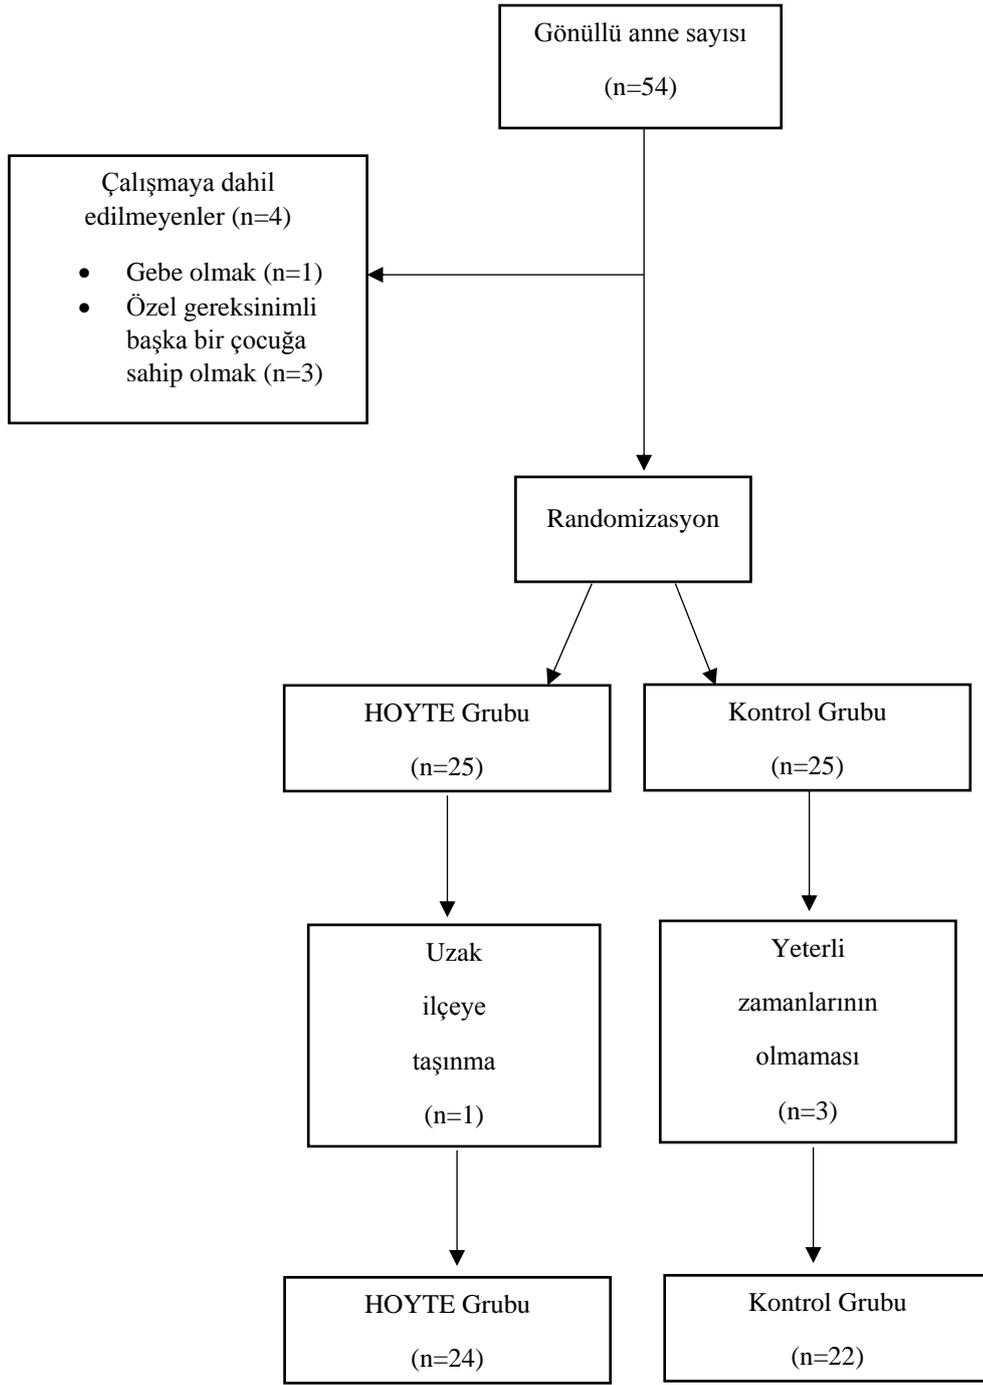 Gönüllü anne sayısı
(n=54)
Çalışmaya dahil
edilmeyenler (n=4)
• Gebe olmak (n=1)
• Özel gereksinimli
başka bir çocuğa
sahip olmak (n=3)
Randomizasyon
HOYTE Grubu
(n=25)
Kontrol Grubu
(n=25)
Uzak
ilçeye
taşınma
(n=1)
Yeterli
zamanlarının
olmaması
(n=3)
HOYTE Grubu
(n=24)
Kontrol Grubu
(n=22)